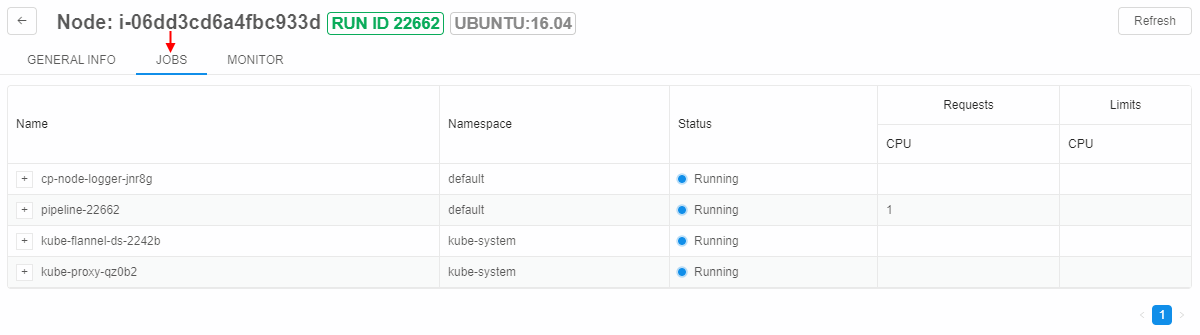 ← Node: i-06dd3cd6a4fbc933d RUN ID 22662 UBUNTU:16.04 Refresh
GENERAL INFO JOBS MONITOR
Requests Limits
Name Namespace Status
CPU CPU
+ cp-node-logger-jnr8g default Running
+ pipeline-22662 default Running 1
+ kube-flannel-ds-2242b kube-system Running
+ kube-proxy-qz0b2 kube-system Running
< 1 >